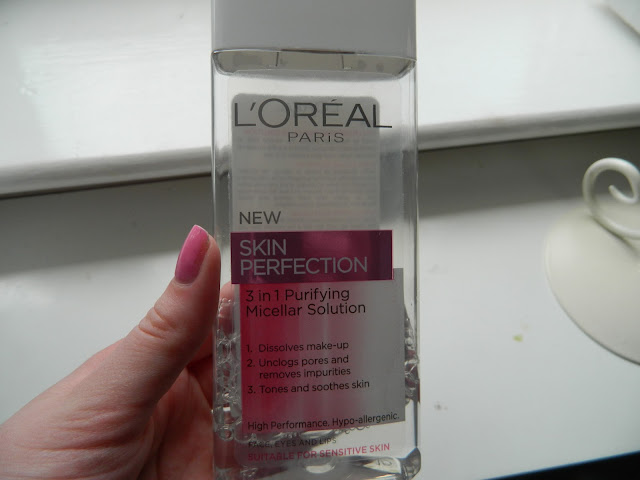 L'ORÉAL
PARiS
NEW
SKIN
PERFECTION
3 in 1 Purifying
Micellar Solution
1. Dissolves make-up
2. Unclogs pores and
removes impurities
3. Tones and soothes skin
High Performance. Hypo-allergenic.
FACE, EYES AND LIPS
SUITABLE FOR SENSITIVE SKIN